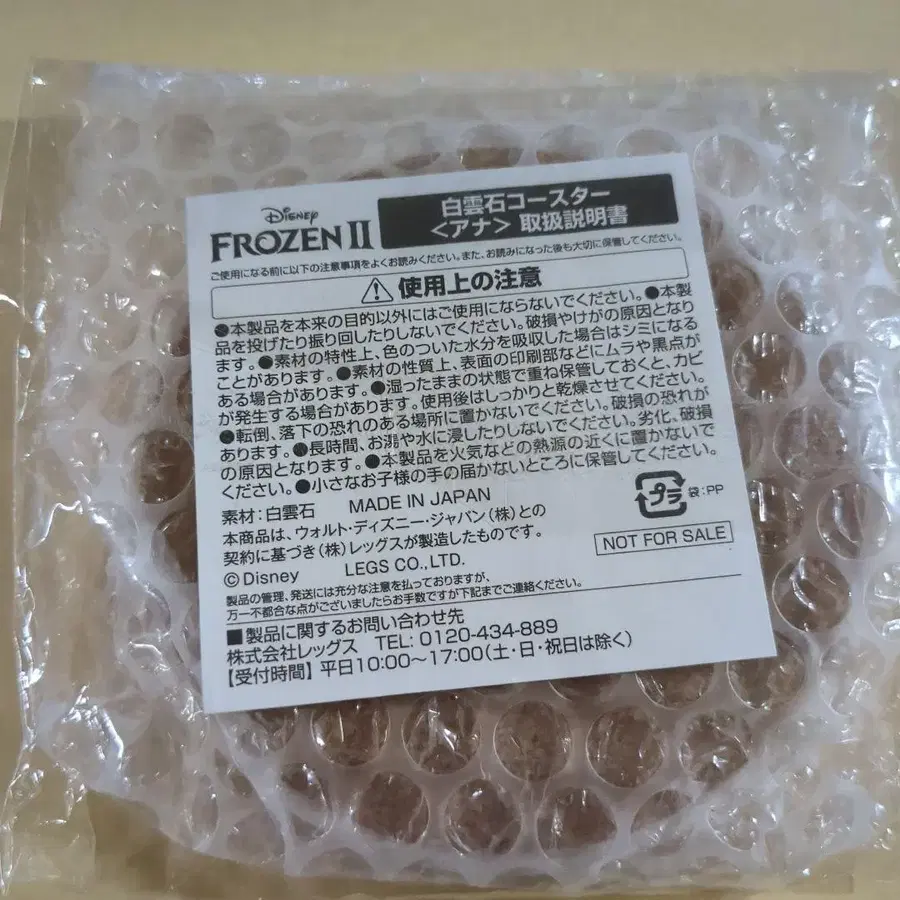 Disney
FROZEN II
白雲石コースター
＜アナ＞ 取扱説明書
ご使用になる前に以下の注意事項をよくお読みください。また、お読みになった後も大切に保管してください。
使用上の注意
●本製品を本来の目的以外にはご使用にならないでください。●本製
品を投げたり振り回したりしないでください。破損やけがの原因となり
ます。●素材の特性上、色のついた水分を吸収した場合はシミになる
ことがあります。●素材の性質上、表面の印刷部などにムラや黒点が
ある場合があります。●湿ったままの状態で重ね保管しておくと、カビ
が発生する場合があります。使用後はしっかりと乾燥させてください。
●転倒、落下の恐れのある場所に置かないでください。破損の恐れが
あります。●長時間、お湯や水に浸したりしないでください。劣化、破損
の原因となります。●本製品を火気などの熱源の近くに置かないで
ください。●小さなお子様の手の届かないところに保管してください。
素材：白雲石 MADE IN JAPAN
本商品は、ウォルト・ディズニー・ジャパン（株）との
契約に基づき（株）レッグスが製造したものです。
©Disney LEGS CO.,LTD.
プラ 袋：PP
NOT FOR SALE
製品の管理、発送には充分な注意を払っておりますが、
万一不都合な点がございましたらお手数ですが下記までご連絡ください。
■製品に関するお問い合わせ先
株式会社レッグス TEL: 0120-434-889
【受付時間】 平日10:00～17:00（土・日・祝日は除く）